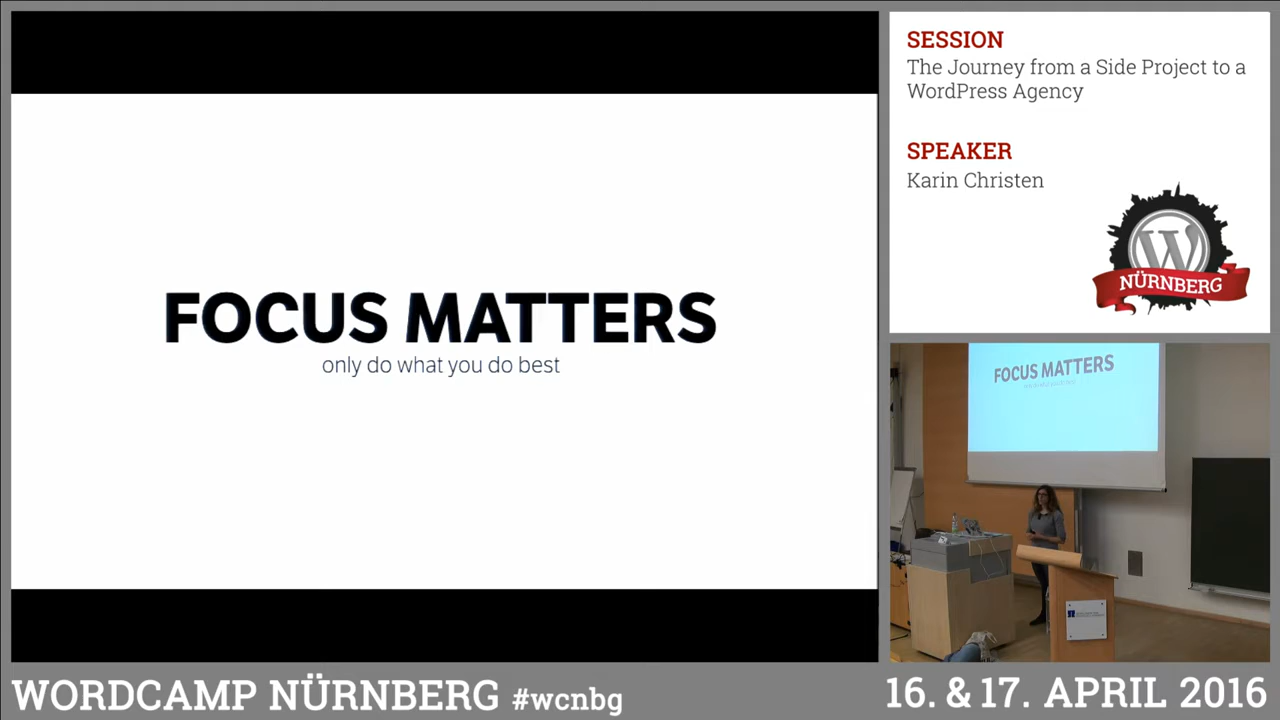 FOCUS MATTERS
only do what you do best
SESSION
The Journey from a Side Project to a
WordPress Agency
SPEAKER
Karin Christen
W
NÜRNBERG
FOCUS MATTERS
WORDCAMP NÜRNBERG #wcnbg
16. & 17. APRIL 2016